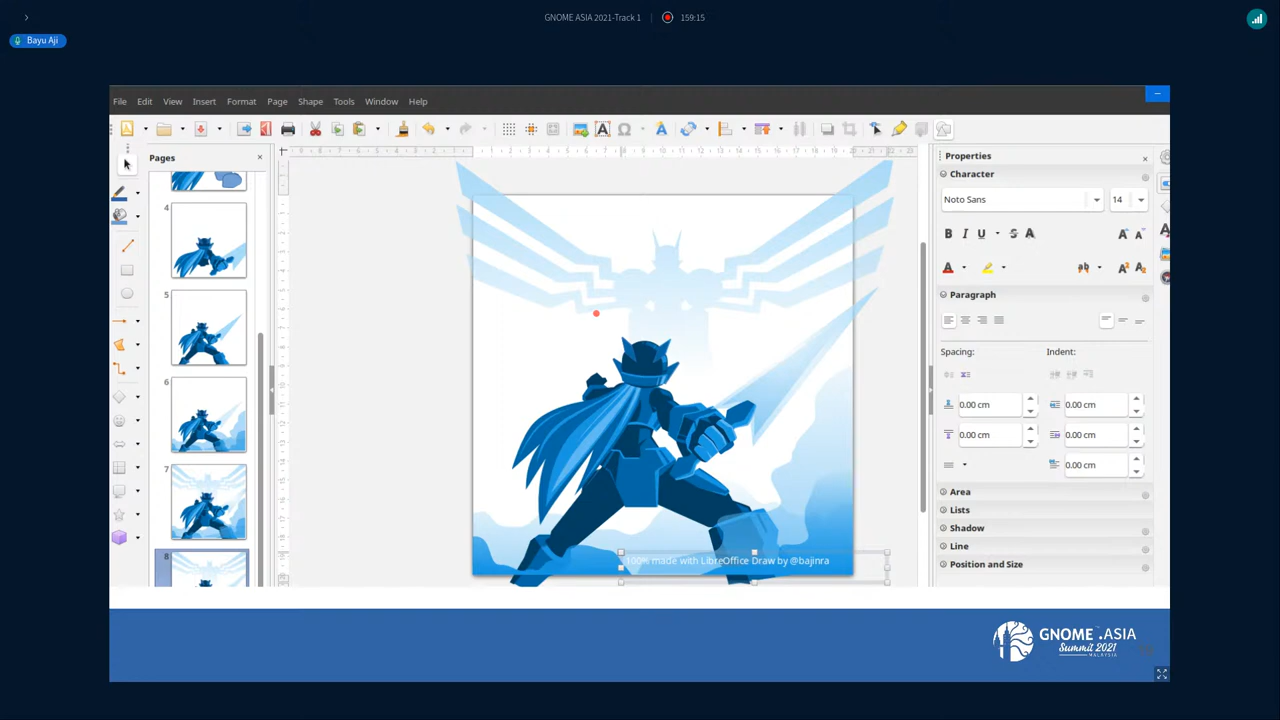 GNOME ASIA 2021-Track 1
159:15
Bayu Aji
File Edit View Insert Format Page Shape Tools Window Help
Pages
4
5
6
7
8
100% made with LibreOffice Draw by @bajinra
Properties
Character
Noto Sans
14
Paragraph
Spacing:
Indent:
0.00 cm
0.00 cm
0.00 cm
0.00 cm
0.00 cm
Area
Lists
Shadow
Line
Position and Size
GNOME .ASIA
Summit 2021
MALAYSIA